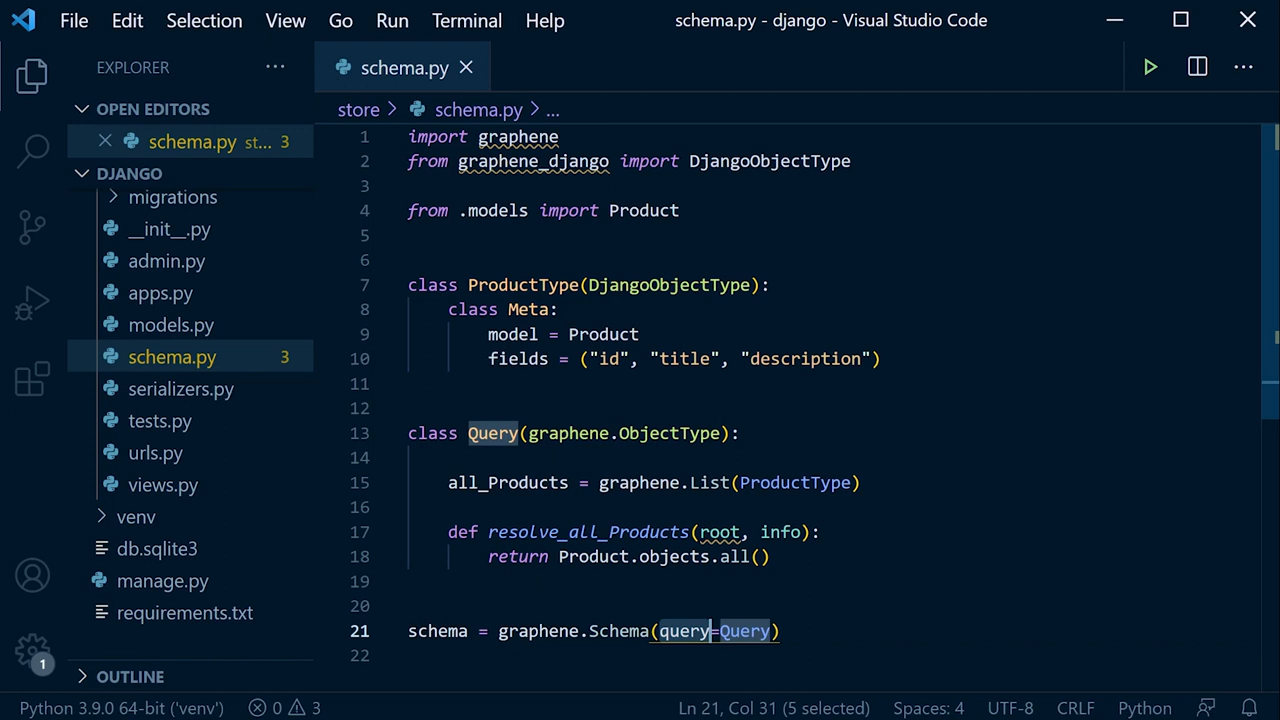 File Edit Selection View Go Run Terminal Help schema.py - django - Visual Studio Code
EXPLORER
schema.py
OPEN EDITORS
schema.py st... 3
DJANGO
migrations
__init__.py
admin.py
apps.py
models.py
schema.py 3
serializers.py
tests.py
urls.py
views.py
venv
db.sqlite3
manage.py
requirements.txt
OUTLINE
1
store > schema.py > ...
1 import graphene
2 from graphene_django import DjangoObjectType
3
4 from .models import Product
5
6
7 class ProductType(DjangoObjectType):
8 class Meta:
9 model = Product
10 fields = ("id", "title", "description")
11
12
13 class Query(graphene.ObjectType):
14
15 all_Products = graphene.List(ProductType)
16
17 def resolve_all_Products(root, info):
18 return Product.objects.all()
19
20
21 schema = graphene.Schema(query=Query)
22
Python 3.9.0 64-bit ('venv') 0 3 Ln 21, Col 31 (5 selected) Spaces: 4 UTF-8 CRLF Python